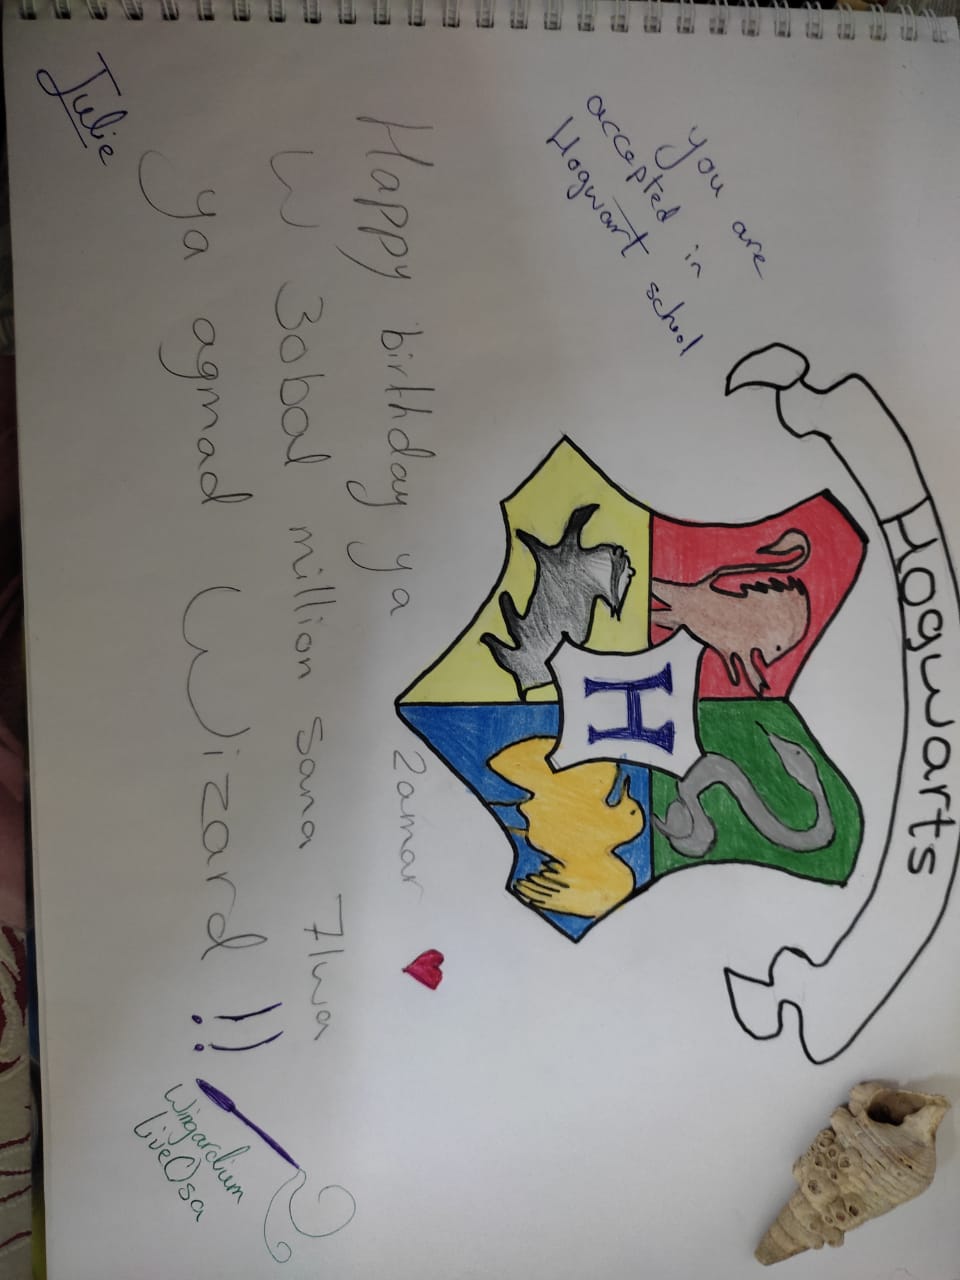 Hogwarts
you are
accepted in
Hogwart school
H
Happy birthday ya 2amar
W 3obal million sana 7lwa
ya agmad Wizard !!
Wingardium
LiveOsa
Julie